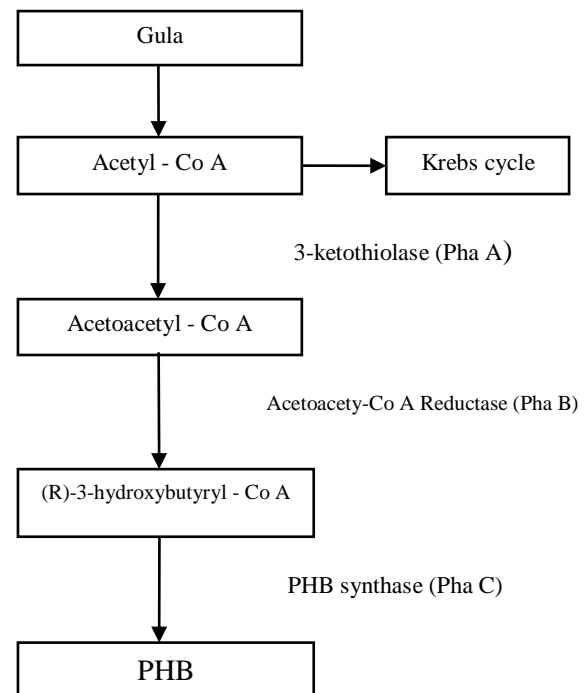 Gula
Acetyl - Co A
Krebs cycle
3-ketothiolase (Pha A)
Acetoacetyl - Co A
Acetoacety-Co A Reductase (Pha B)
(R)-3-hydroxybutyryl - Co A
PHB synthase (Pha C)
PHB